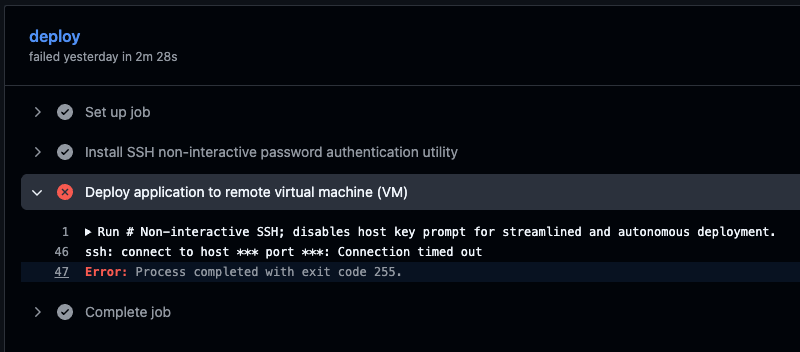 deploy
failed yesterday in 2m 28s
Set up job
Install SSH non-interactive password authentication utility
Deploy application to remote virtual machine (VM)
1 ▶ Run # Non-interactive SSH; disables host key prompt for streamlined and autonomous deployment.
46 ssh: connect to host *** port ***: Connection timed out
47 Error: Process completed with exit code 255.
Complete job